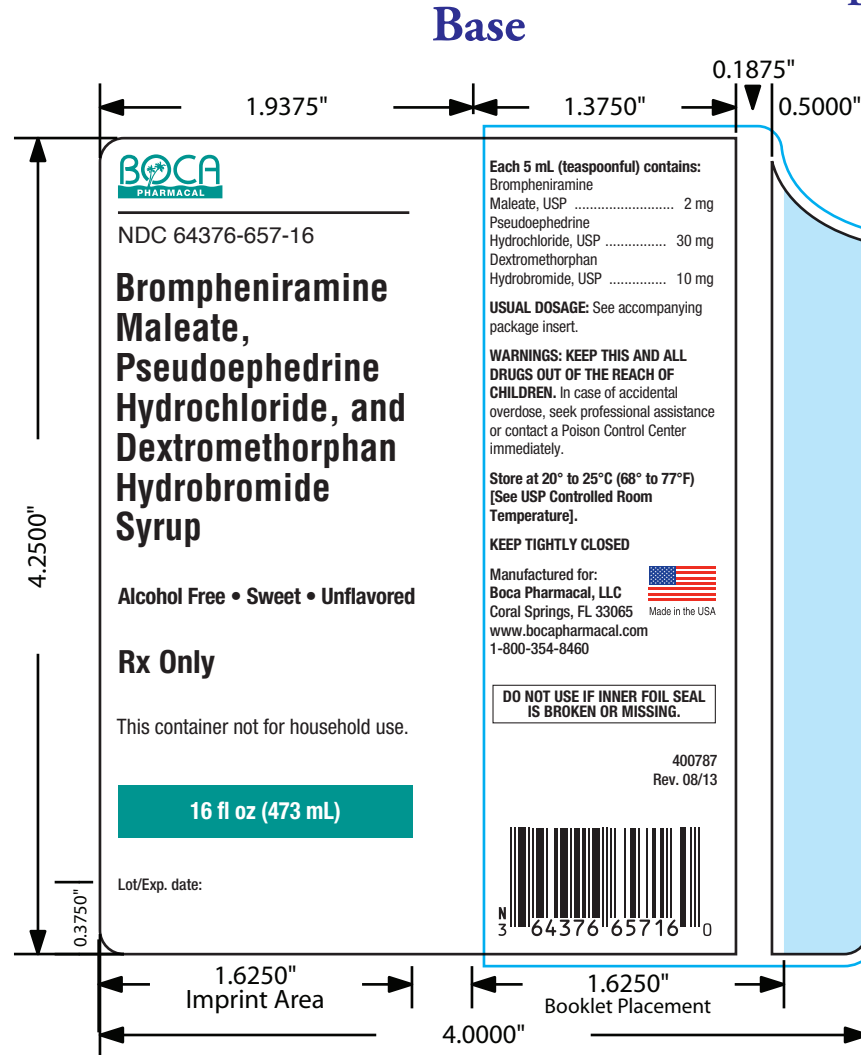 Base
0.1875"
1.9375"
1.3750"
0.5000"
BOCA
PHARMACAL
NDC 64376-657-16
Brompheniramine
Maleate,
Pseudoephedrine
Hydrochloride, and
Dextromethorphan
Hydrobromide
Syrup
Alcohol Free • Sweet • Unflavored
Rx Only
This container not for household use.
16 fl oz (473 mL)
Lot/Exp. date:
4.2500"
0.3750"
Each 5 mL (teaspoonful) contains:
Brompheniramine
Maleate, USP .......................... 2 mg
Pseudoephedrine
Hydrochloride, USP ................ 30 mg
Dextromethorphan
Hydrobromide, USP ............... 10 mg
USUAL DOSAGE: See accompanying
package insert.
WARNINGS: KEEP THIS AND ALL
DRUGS OUT OF THE REACH OF
CHILDREN. In case of accidental
overdose, seek professional assistance
or contact a Poison Control Center
immediately.
Store at 20° to 25°C (68° to 77°F)
[See USP Controlled Room
Temperature].
KEEP TIGHTLY CLOSED
Manufactured for:
Boca Pharmacal, LLC
Coral Springs, FL 33065
www.bocapharmacal.com
1-800-354-8460
Made in the USA
DO NOT USE IF INNER FOIL SEAL
IS BROKEN OR MISSING.
400787
Rev. 08/13
N
3 64376 65716 0
1.6250"
Imprint Area
1.6250"
Booklet Placement
4.0000"